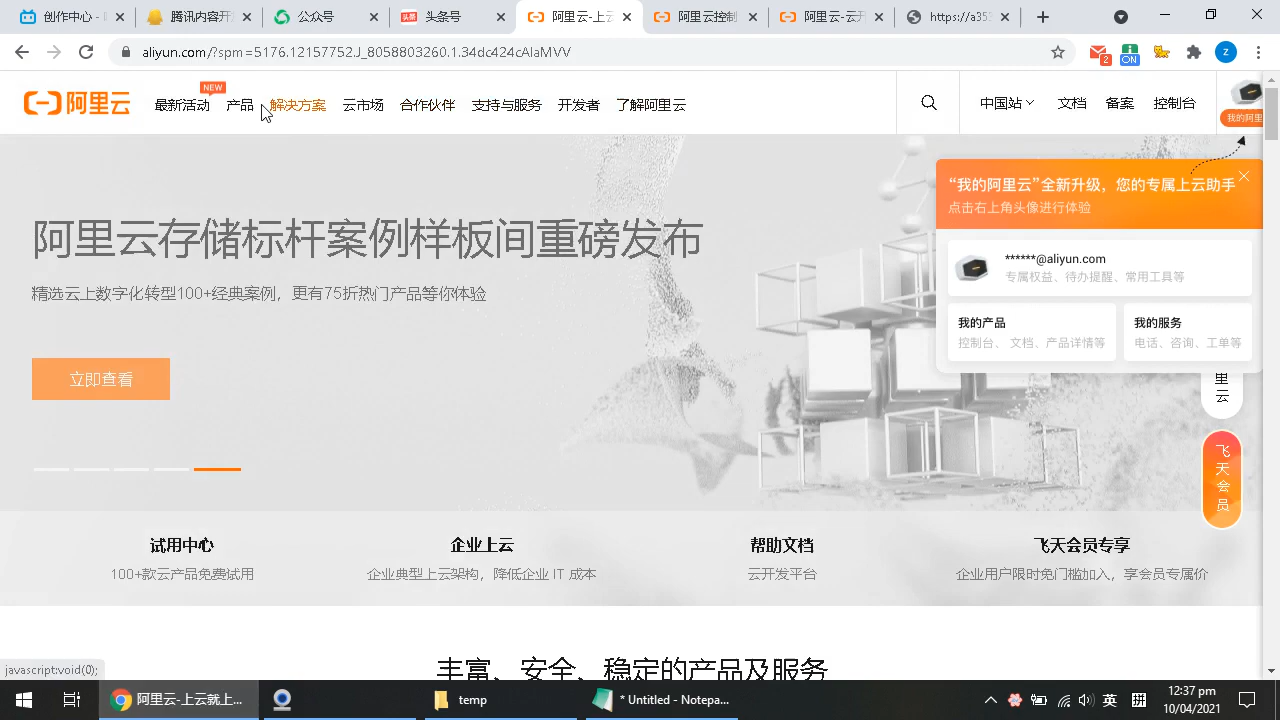 创作中心 -
腾讯内容开
公众号
头条号
阿里云-上云
阿里云控
阿里云-云开
https://a3
aliyun.com/?spm=5176.12157752.J_8058803260.1.34dc424cAlaMVV
2
ON
Z
阿里云
最新活动
NEW
产品
解决方案
云市场
合作伙伴
支持与服务
开发者
了解阿里云
中国站
文档
备案
控制台
我的阿里
“我的阿里云”全新升级，您的专属上云助手
点击右上角头像进行体验
******@aliyun.com
专属权益、待办提醒、常用工具等
我的产品
控制台、 文档、产品详情等
我的服务
电话、咨询、工单等
里云
飞天会员
阿里云存储标杆案例样板间重磅发布
精选云上数字化转型100+经典案例，更有75折热门产品等你体验
立即查看
试用中心
100+款云产品免费试用
企业上云
企业典型上云架构，降低企业 IT 成本
帮助文档
云开发平台
飞天会员专享
企业用户限时免门槛加入，享会员专属价
丰富、安全、稳定的产品及服务
javascript:void(0);
阿里云-上云就上...
temp
* Untitled - Notepa...
英
拼
12:37 pm
10/04/2021